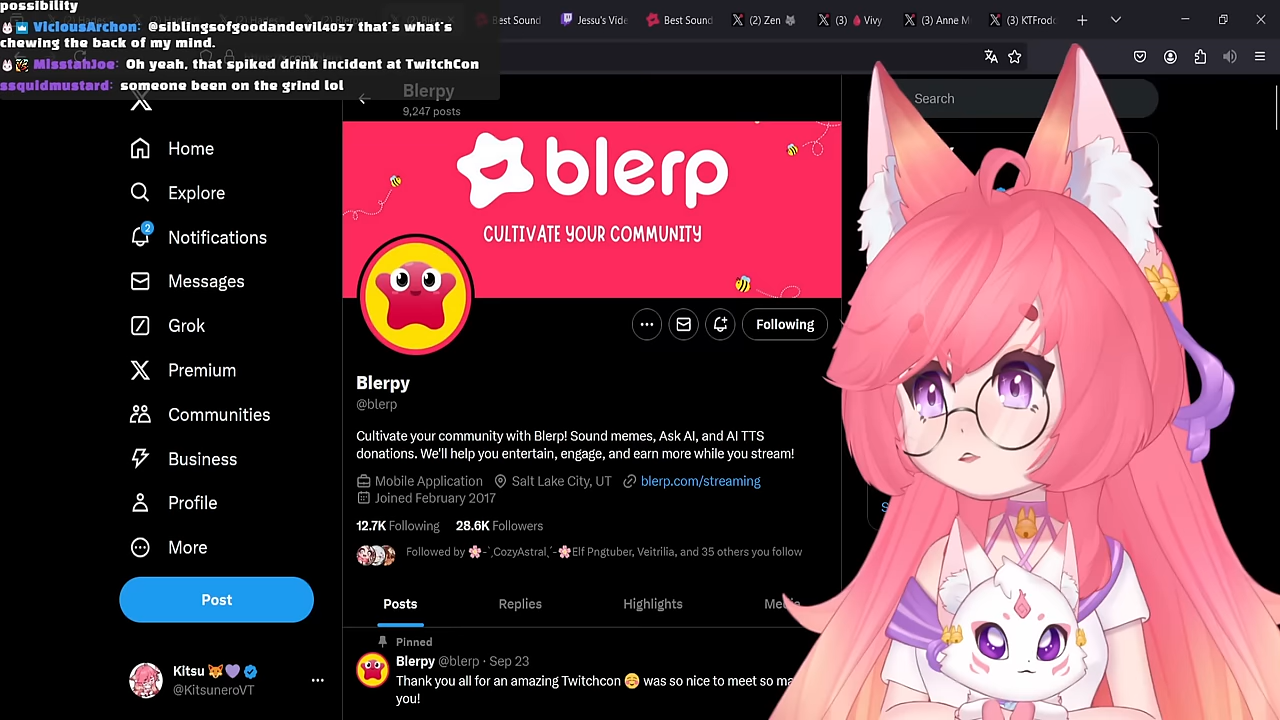 possibility
ViciousArchon: @siblingsofgoodandevil4057 that's what's
chewing the back of my mind.
MisstahJoe: Oh yeah, that spiked drink incident at TwitchCon
ssquidmustard: someone been on the grind lol
Best Sound
Jessu's Vide
Best Sound
(2) Zen
(3) Vivy
(3) Anne M
(3) KTFrod
Blerpy
9,247 posts
Search
Home
Explore
2
Notifications
Messages
Grok
Premium
Communities
Business
Profile
More
Post
Kitsu 🦊💜
@KitsuneroVT
blerp
CULTIVATE YOUR COMMUNITY
Following
Blerpy
@blerp
Cultivate your community with Blerp! Sound memes, Ask AI, and AI TTS
donations. We'll help you entertain, engage, and earn more while you stream!
Mobile Application Salt Lake City, UT blerp.com/streaming
Joined February 2017
12.7K Following 28.6K Followers
Followed by 🌸-`ˏCozyAstralˎ´-🌸Elf Pngtuber, Veitrilia, and 35 others you follow
Posts Replies Highlights
Pinned
Blerpy @blerp · Sep 23
Thank you all for an amazing Twitchcon ☺️ was so nice to meet so
you!